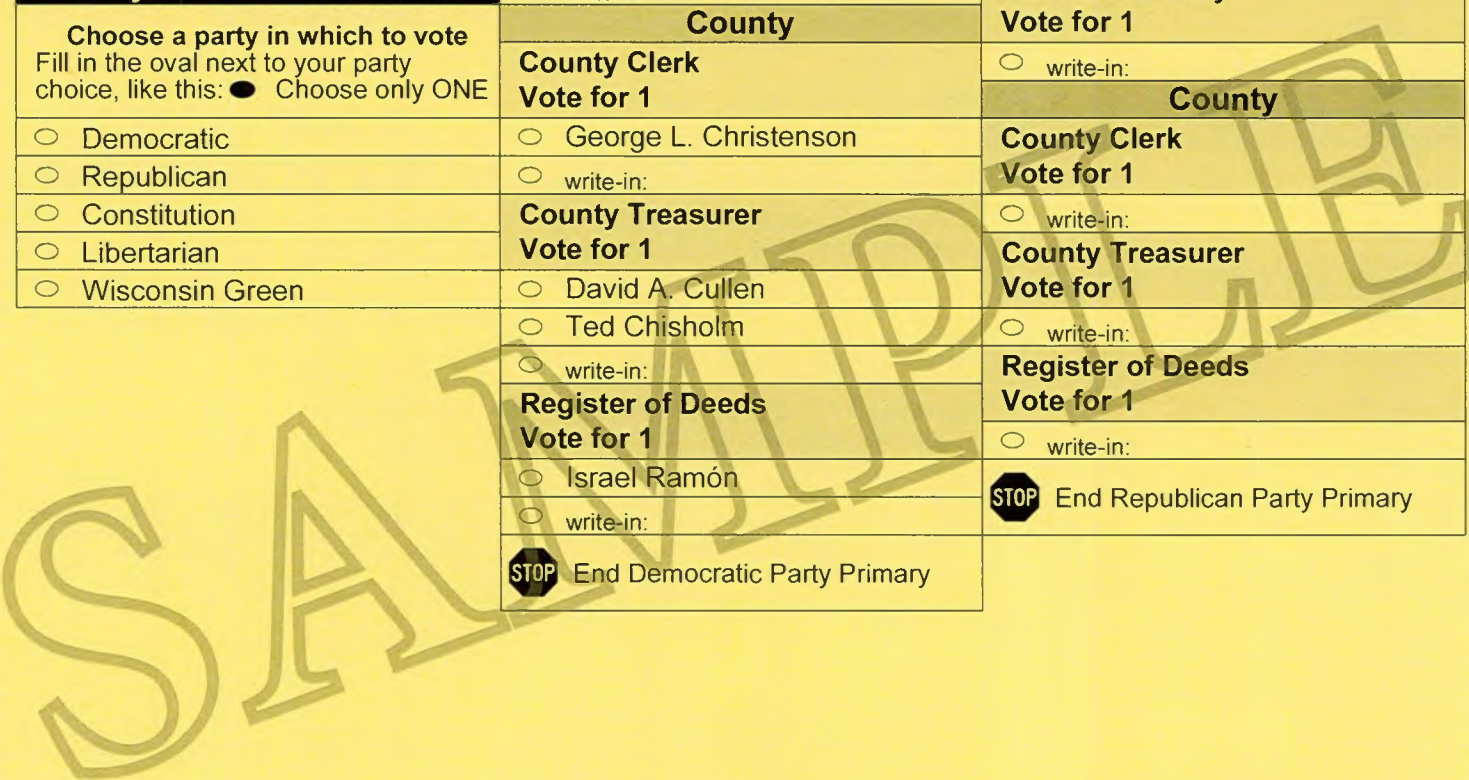 Choose a party in which to vote
Fill in the oval next to your party
choice, like this: Choose only ONE
Democratic
Republican
Constitution
Libertarian
Wisconsin Green
County
County Clerk
Vote for 1
George L. Christenson
write-in:
County Treasurer
Vote for 1
David A. Cullen
Ted Chisholm
write-in:
Register of Deeds
Vote for 1
Israel Ramón
write-in:
STOP End Democratic Party Primary
Vote for 1
write-in:
County
County Clerk
Vote for 1
write-in:
County Treasurer
Vote for 1
write-in:
Register of Deeds
Vote for 1
write-in:
STOP End Republican Party Primary
SAMPLE